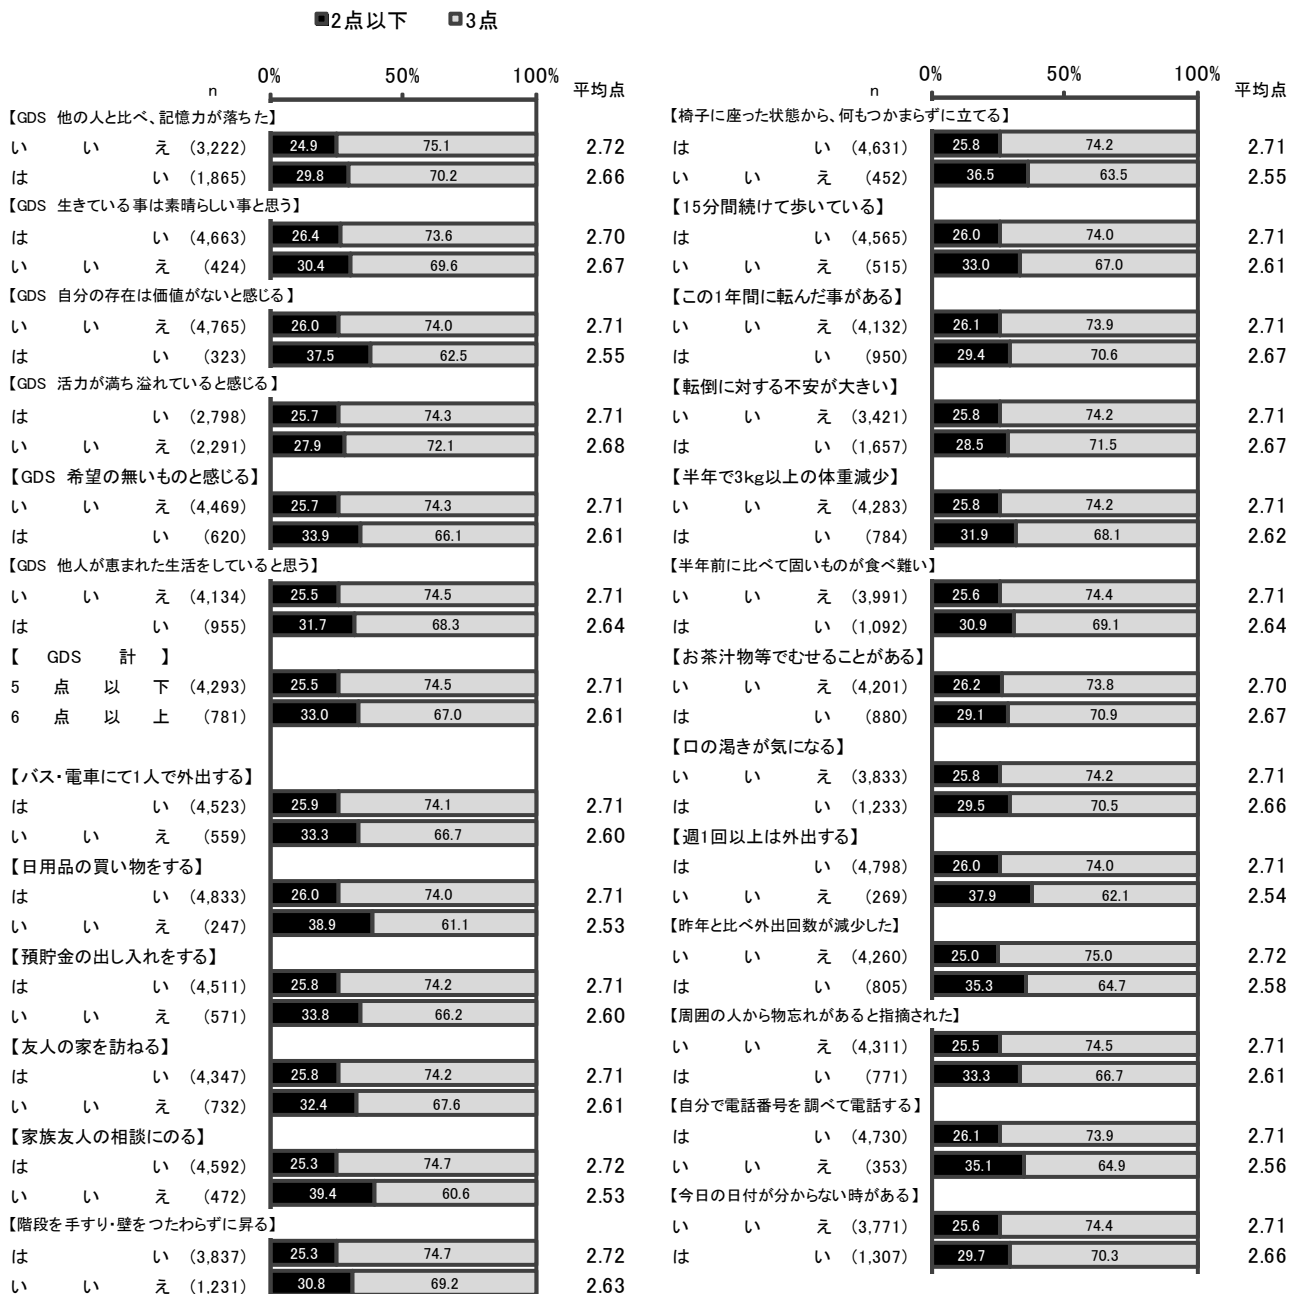 ■2点以下 □3点
0% 50% 100%
n 平均点
【GDS 他の人と比べ、記憶力が落ちた】
いいえ (3,222) 24.9 75.1 2.72
はい (1,865) 29.8 70.2 2.66
【GDS 生きている事は素晴らしい事と思う】
はい (4,663) 26.4 73.6 2.70
いいえ (424) 30.4 69.6 2.67
【GDS 自分の存在は価値がないと感じる】
いいえ (4,765) 26.0 74.0 2.71
はい (323) 37.5 62.5 2.55
【GDS 活力が満ち溢れていると感じる】
はい (2,798) 25.7 74.3 2.71
いいえ (2,291) 27.9 72.1 2.68
【GDS 希望の無いものと感じる】
いいえ (4,469) 25.7 74.3 2.71
はい (620) 33.9 66.1 2.61
【GDS 他人が恵まれた生活をしていると思う】
いいえ (4,134) 25.5 74.5 2.71
はい (955) 31.7 68.3 2.64
【 GDS 計 】
5点以下 (4,293) 25.5 74.5 2.71
6点以上 (781) 33.0 67.0 2.61
【バス・電車にて1人で外出する】
はい (4,523) 25.9 74.1 2.71
いいえ (559) 33.3 66.7 2.60
【日用品の買い物をする】
はい (4,833) 26.0 74.0 2.71
いいえ (247) 38.9 61.1 2.53
【預貯金の出し入れをする】
はい (4,511) 25.8 74.2 2.71
いいえ (571) 33.8 66.2 2.60
【友人の家を訪ねる】
はい (4,347) 25.8 74.2 2.71
いいえ (732) 32.4 67.6 2.61
【家族友人の相談にのる】
はい (4,592) 25.3 74.7 2.72
いいえ (472) 39.4 60.6 2.53
【階段を手すり・壁をつたわらずに昇る】
はい (3,837) 25.3 74.7 2.72
いいえ (1,231) 30.8 69.2 2.63
0% 50% 100%
n 平均点
【椅子に座った状態から、何もつかまらずに立てる】
はい (4,631) 25.8 74.2 2.71
いいえ (452) 36.5 63.5 2.55
【15分間続けて歩いている】
はい (4,565) 26.0 74.0 2.71
いいえ (515) 33.0 67.0 2.61
【この1年間に転んだ事がある】
いいえ (4,132) 26.1 73.9 2.71
はい (950) 29.4 70.6 2.67
【転倒に対する不安が大きい】
いいえ (3,421) 25.8 74.2 2.71
はい (1,657) 28.5 71.5 2.67
【半年で3kg以上の体重減少】
いいえ (4,283) 25.8 74.2 2.71
はい (784) 31.9 68.1 2.62
【半年前に比べて固いものが食べ難い】
いいえ (3,991) 25.6 74.4 2.71
はい (1,092) 30.9 69.1 2.64
【お茶汁物等でむせることがある】
いいえ (4,201) 26.2 73.8 2.70
はい (880) 29.1 70.9 2.67
【口の渇きが気になる】
いいえ (3,833) 25.8 74.2 2.71
はい (1,233) 29.5 70.5 2.66
【週1回以上は外出する】
はい (4,798) 26.0 74.0 2.71
いいえ (269) 37.9 62.1 2.54
【昨年と比べ外出回数が減少した】
いいえ (4,260) 25.0 75.0 2.72
はい (805) 35.3 64.7 2.58
【周囲の人から物忘れがあると指摘された】
いいえ (4,311) 25.5 74.5 2.71
はい (771) 33.3 66.7 2.61
【自分で電話番号を調べて電話する】
はい (4,730) 26.1 73.9 2.71
いいえ (353) 35.1 64.9 2.56
【今日の日付が分からない時がある】
いいえ (3,771) 25.6 74.4 2.71
はい (1,307) 29.7 70.3 2.66